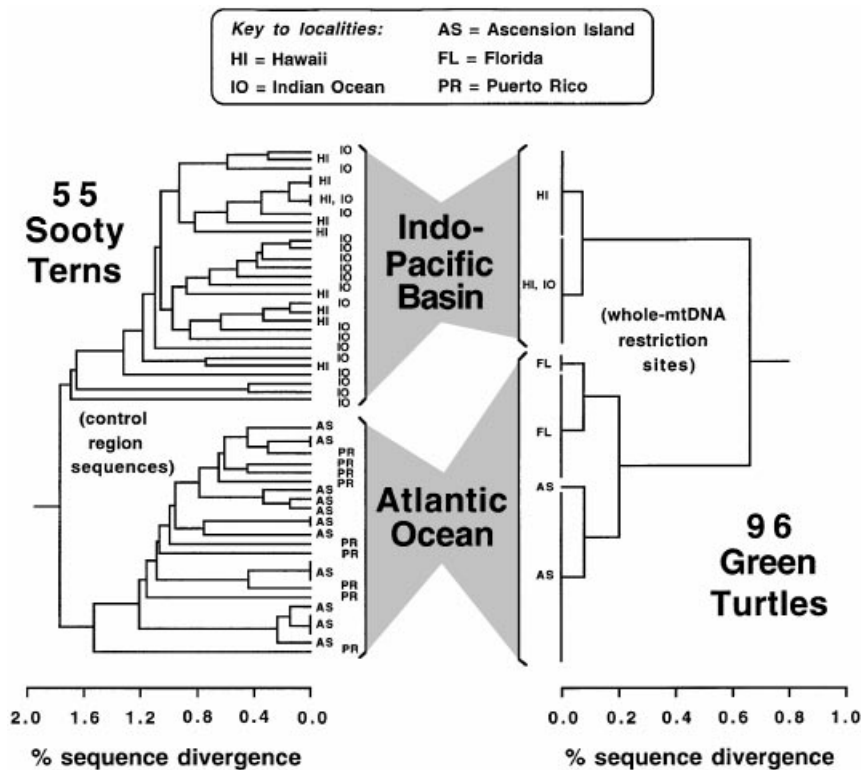 Key to localities:
AS = Ascension Island
HI = Hawaii
FL = Florida
IO = Indian Ocean
PR = Puerto Rico
55
Sooty
Terns
IO
HI
IO
HI
HI, IO
IO
HI
HI
IO
IO
IO
IO
IO
HI
IO
HI
HI
IO
IO
IO
IO
HI
IO
IO
IO
IO
(control
region
sequences)
AS
AS
PR
PR
PR
PR
AS
AS
AS
AS
AS
PR
PR
AS
PR
PR
AS
AS
AS
PR
Indo-
Pacific
Basin
Atlantic
Ocean
HI
HI, IO
FL
FL
AS
AS
(whole-mtDNA
restriction
sites)
96
Green
Turtles
2.0 1.6 1.2 0.8 0.4 0.0
% sequence divergence
0.0 0.2 0.4 0.6 0.8 1.0
% sequence divergence